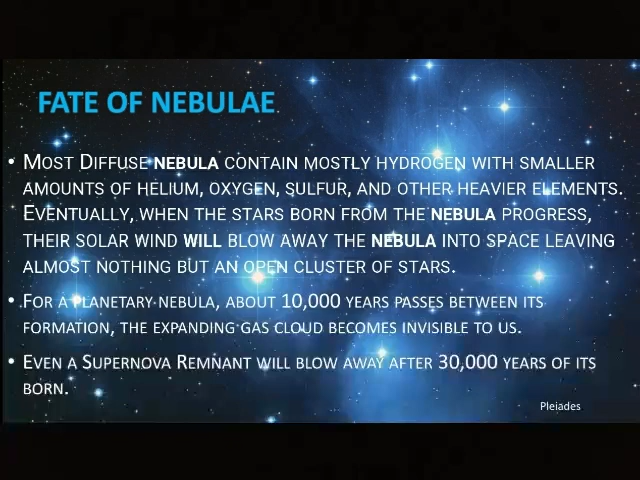 FATE OF NEBULAE.
• MOST DIFFUSE NEBULA CONTAIN MOSTLY HYDROGEN WITH SMALLER
AMOUNTS OF HELIUM, OXYGEN, SULFUR, AND OTHER HEAVIER ELEMENTS.
EVENTUALLY, WHEN THE STARS BORN FROM THE NEBULA PROGRESS,
THEIR SOLAR WIND WILL BLOW AWAY THE NEBULA INTO SPACE LEAVING
ALMOST NOTHING BUT AN OPEN CLUSTER OF STARS.
• FOR A PLANETARY NEBULA, ABOUT 10,000 YEARS PASSES BETWEEN ITS
FORMATION, THE EXPANDING GAS CLOUD BECOMES INVISIBLE TO US.
• EVEN A SUPERNOVA REMNANT WILL BLOW AWAY AFTER 30,000 YEARS OF ITS
BORN.
Pleiades